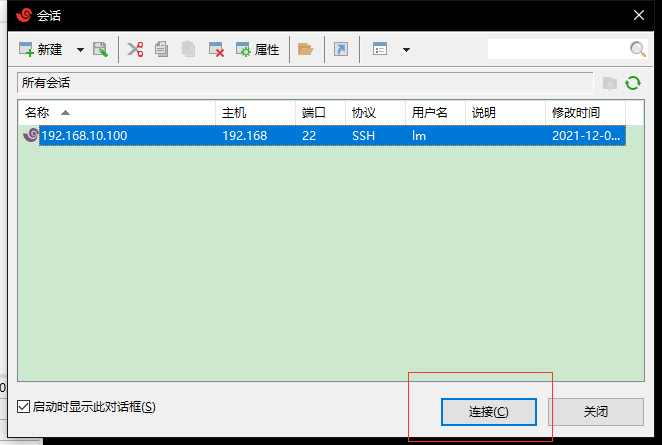 会话
新建 属性
所有会话
名称 主机 端口 协议 用户名 说明 修改时间
192.168.10.100 192.168 22 SSH lm 2021-12-0...
0
启动时显示此对话框(S) 连接(C) 关闭